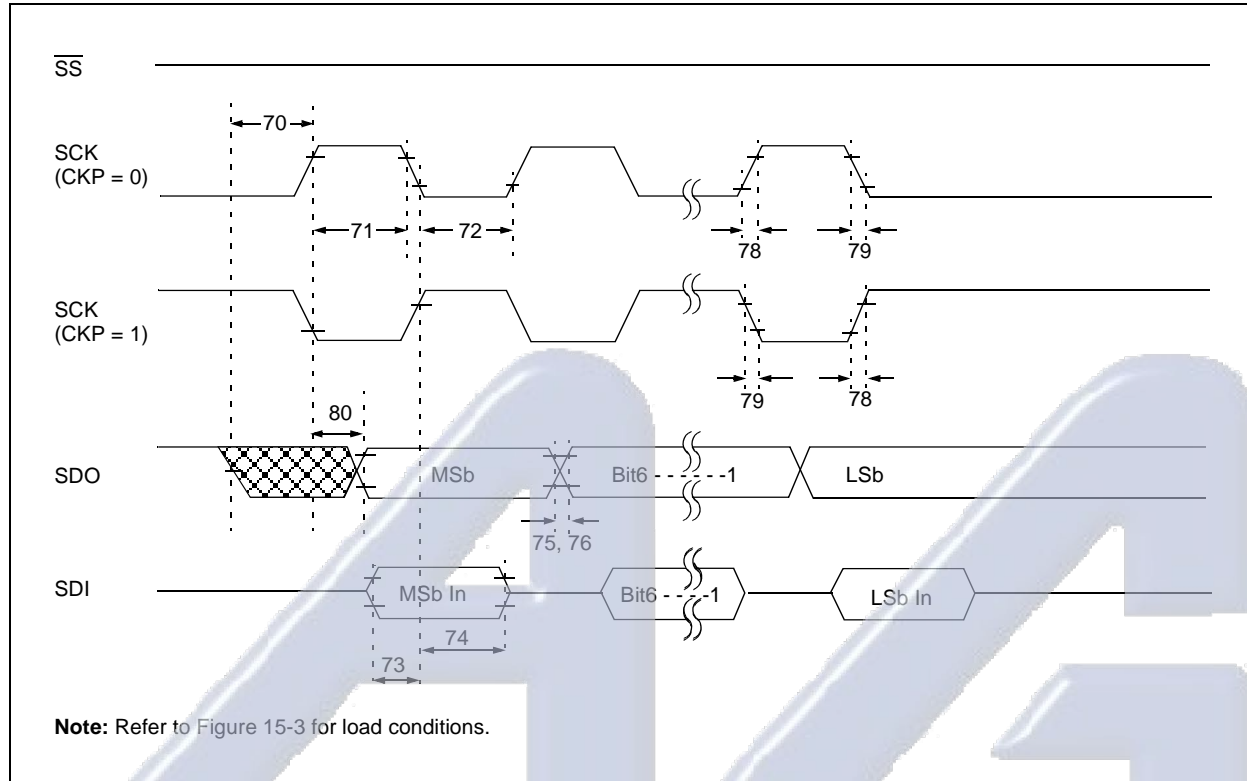 SS
70
SCK
(CKP = 0)
71
72
78
79
SCK
(CKP = 1)
79
78
80
SDO
MSb
Bit6 - - - - - -1
LSb
75, 76
SDI
MSb In
Bit6 - - - -1
LSb In
74
73
Note: Refer to Figure 15-3 for load conditions.